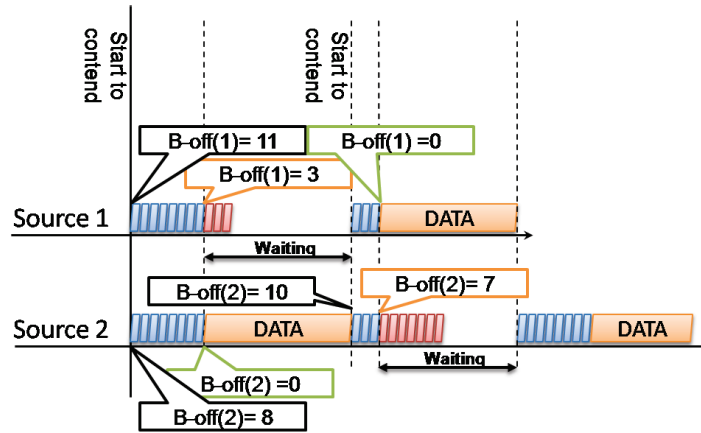 Start to
contend
Start to
contend
B-off(1)= 11
B-off(1) =0
B-off(1)= 3
Source 1
DATA
Waiting
B-off(2)= 10
B-off(2)= 7
Source 2
DATA
DATA
Waiting
B-off(2) =0
B-off(2)= 8